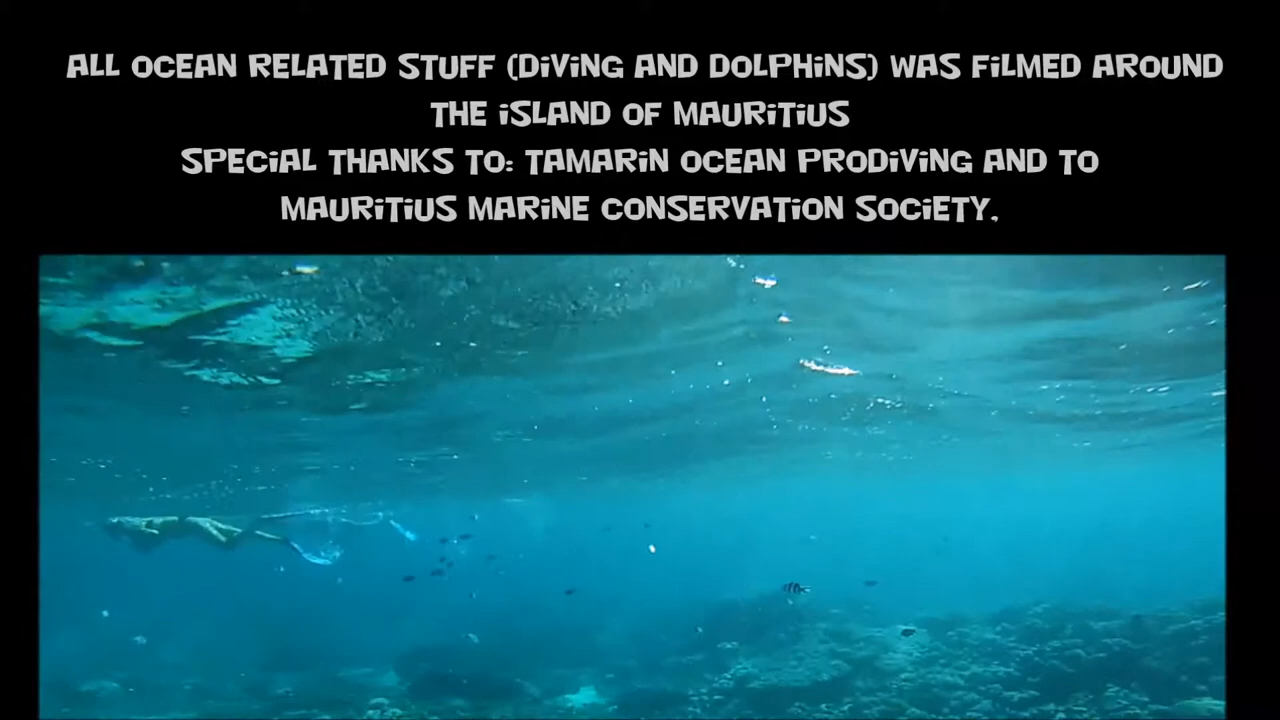 ALL OCEAN RELATED STUFF (DiViNG AND DOLPHiNS) WAS FiLMED AROUND
THE iSLAND OF MAURiTiUS
SPECiAL THANKS TO: TAMARiN OCEAN PRODiViNG AND TO
MAURiTiUS MARiNE CONSERVATiON SOCiETY.